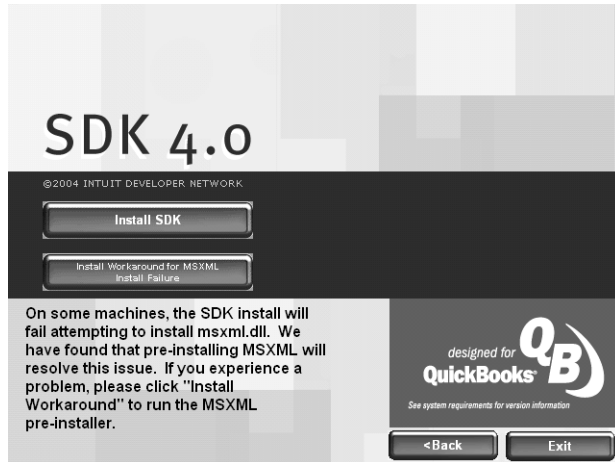 SDK 4.0
©2004 INTUIT DEVELOPER NETWORK
Install SDK
Install Workaround for MSXML
Install Failure
On some machines, the SDK install will
fail attempting to install msxml.dll. We
have found that pre-installing MSXML will
resolve this issue. If you experience a
problem, please click "Install
Workaround" to run the MSXML
pre-installer.
designed for
QuickBooks®
QB
See system requirements for version information
<Back
Exit